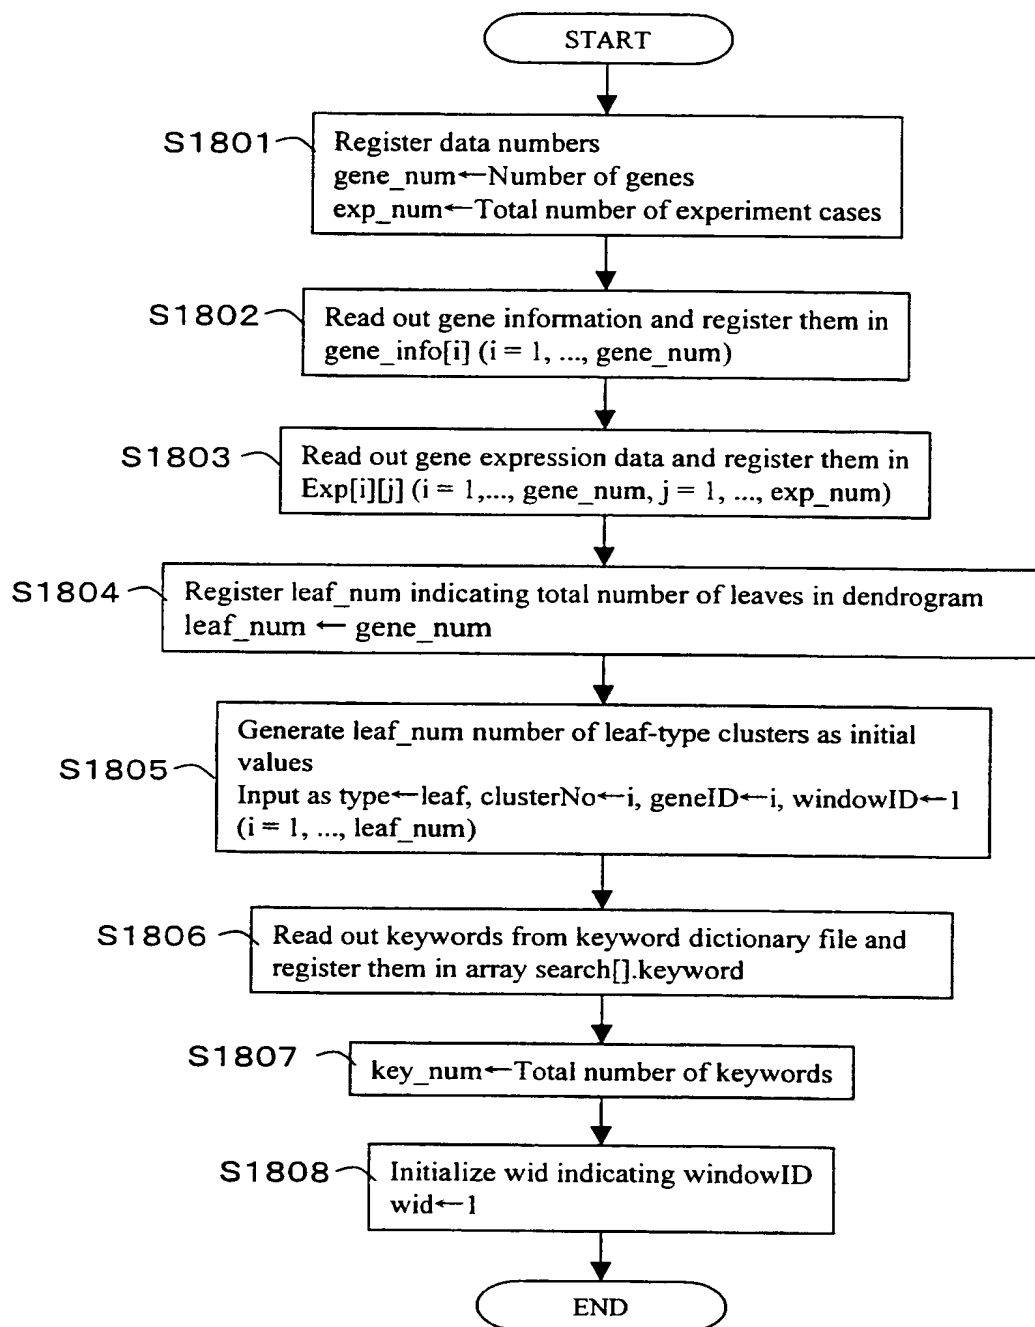 START
S1801
Register data numbers
gene_num←Number of genes
exp_num←Total number of experiment cases
S1802
Read out gene information and register them in
gene_info[i] (i = 1, ..., gene_num)
S1803
Read out gene expression data and register them in
Exp[i][j] (i = 1,..., gene_num, j = 1, ..., exp_num)
S1804
Register leaf_num indicating total number of leaves in dendrogram
leaf_num ← gene_num
S1805
Generate leaf_num number of leaf-type clusters as initial
values
Input as type←leaf, clusterNo←i, geneID←i, windowID←1
(i = 1, ..., leaf_num)
S1806
Read out keywords from keyword dictionary file and
register them in array search[].keyword
S1807
key_num←Total number of keywords
S1808
Initialize wid indicating windowID
wid←1
END